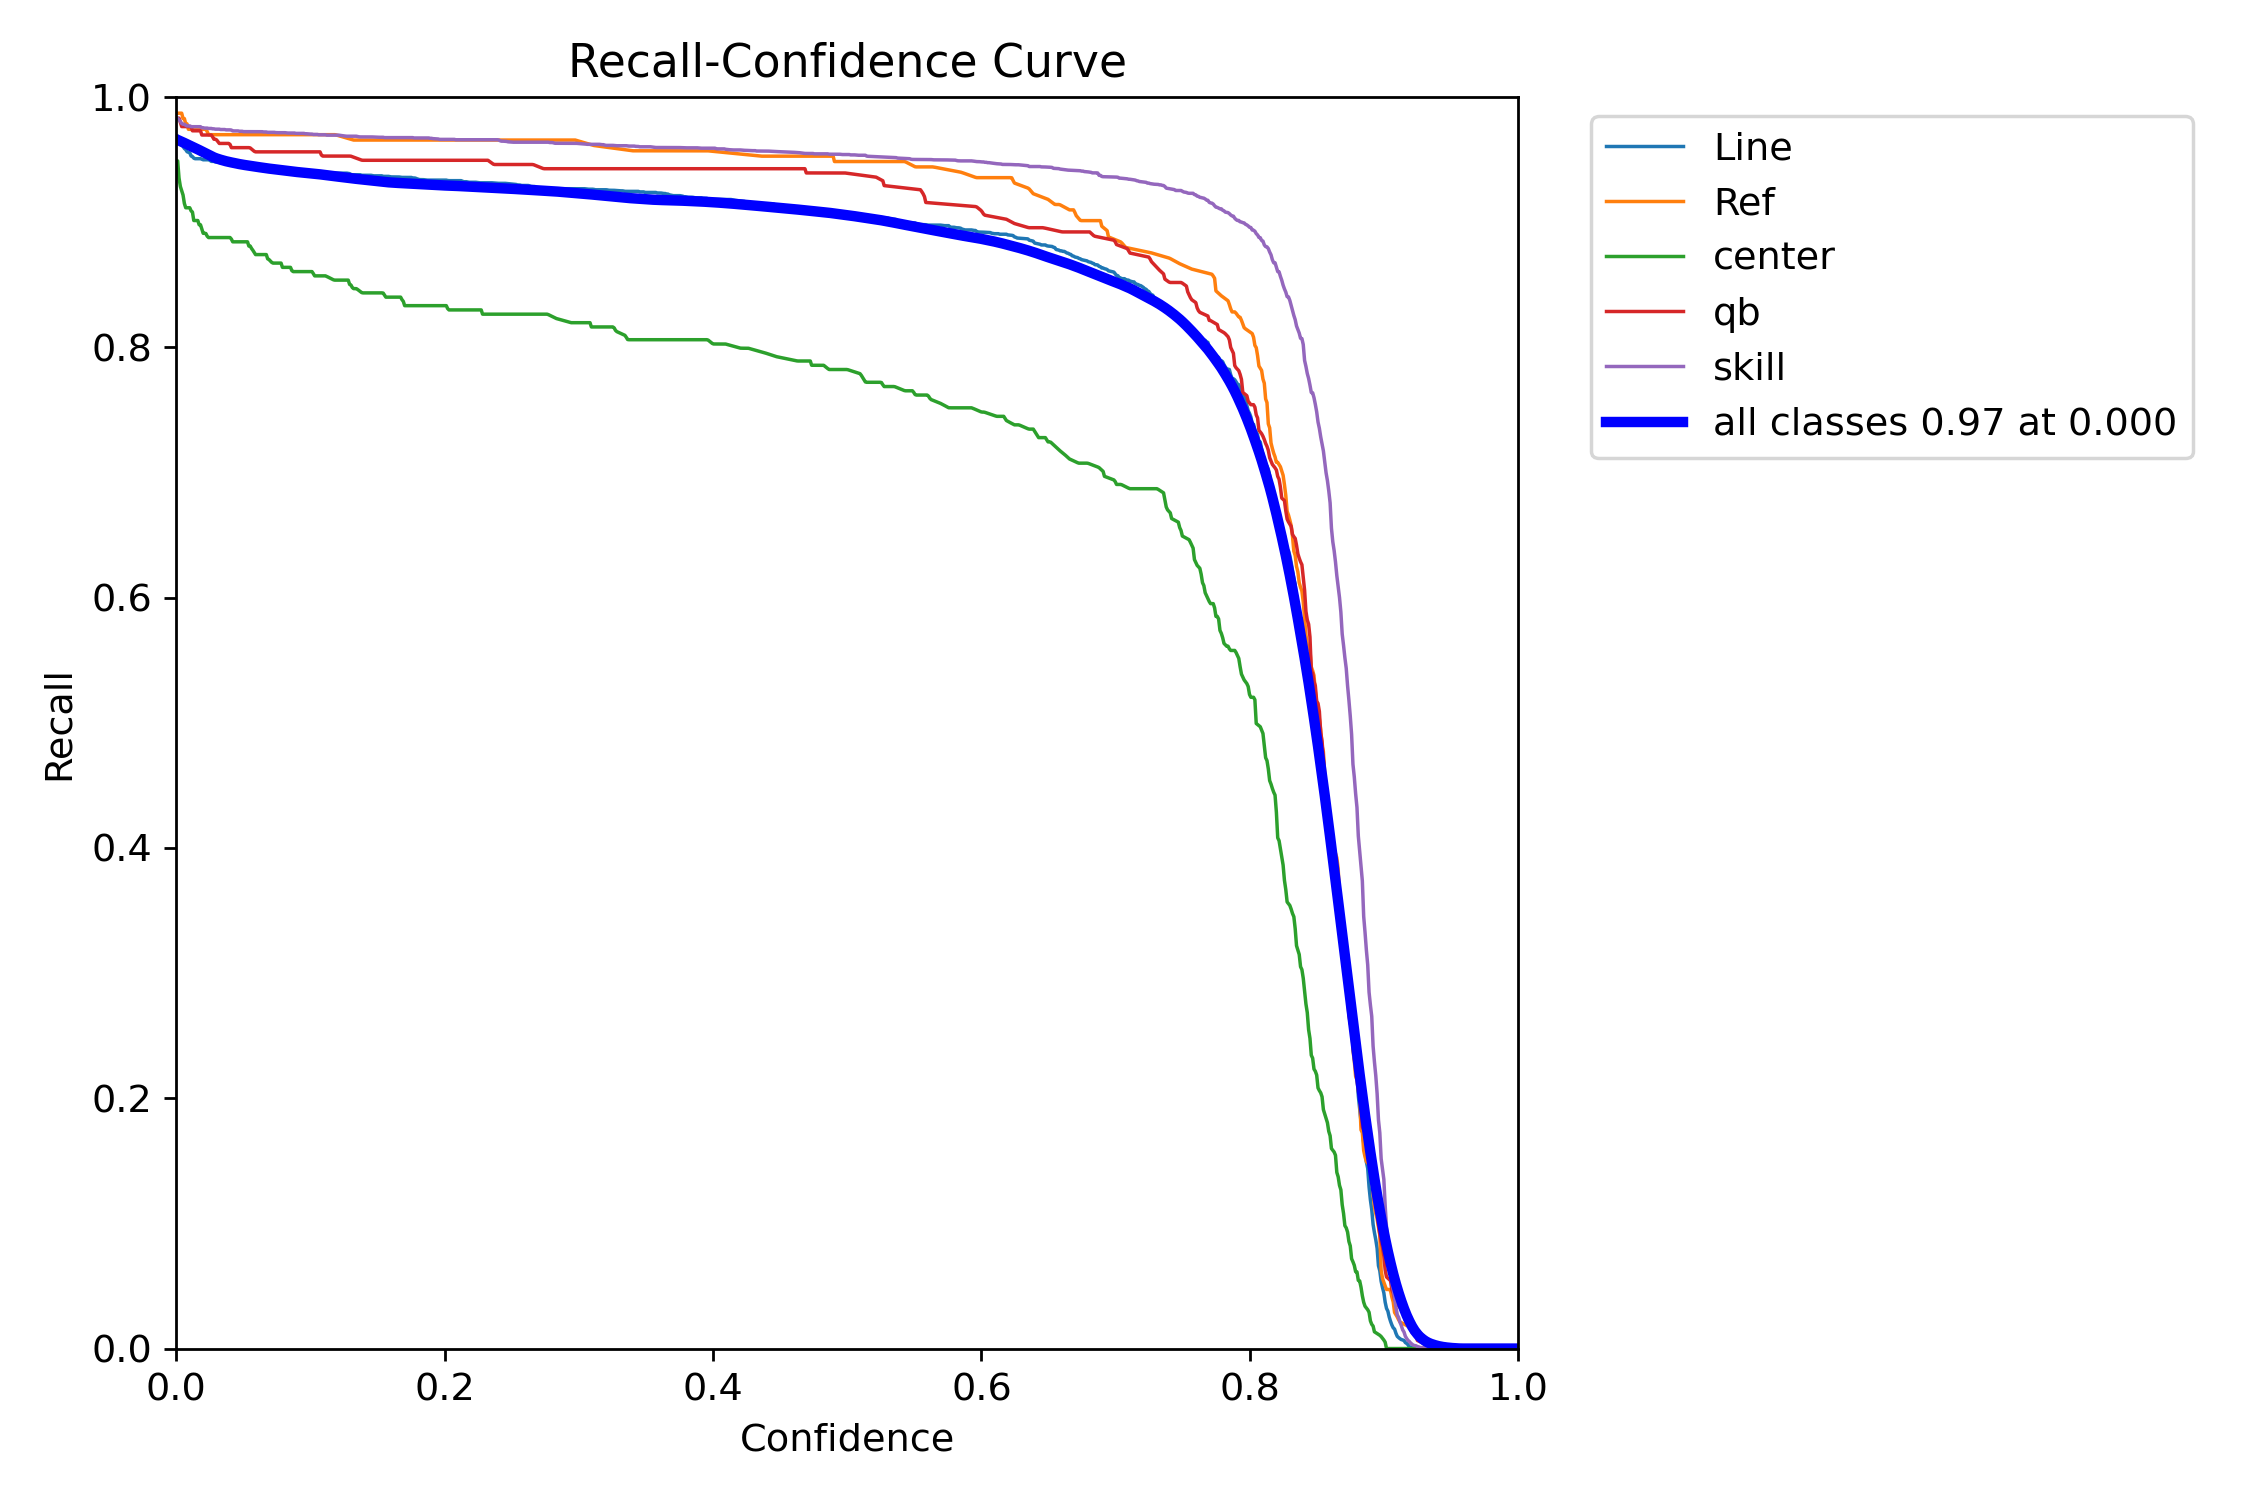 Recall-Confidence Curve
1.0
0.8
0.6
0.4
0.2
0.0
Recall
0.0 0.2 0.4 0.6 0.8 1.0
Confidence
Line
Ref
center
qb
skill
all classes 0.97 at 0.000